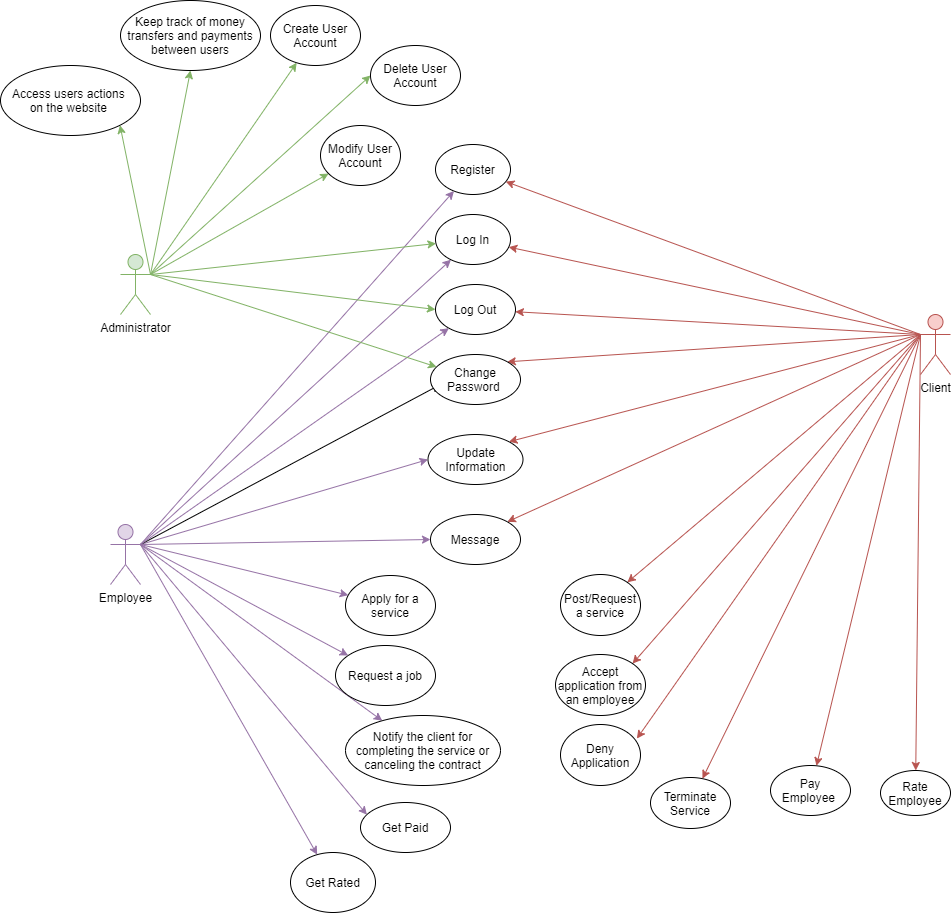 Keep track of money
transfers and payments
between users
Create User
Account
Delete User
Account
Access users actions
on the website
Modify User
Account
Register
Log In
Log Out
Administrator
Change
Password
Client
Update
Information
Message
Employee
Apply for a
service
Post/Request
a service
Request a job
Accept
application from
an employee
Notify the client for
completing the service or
canceling the contract
Deny
Application
Terminate
Service
Pay
Employee
Rate
Employee
Get Paid
Get Rated